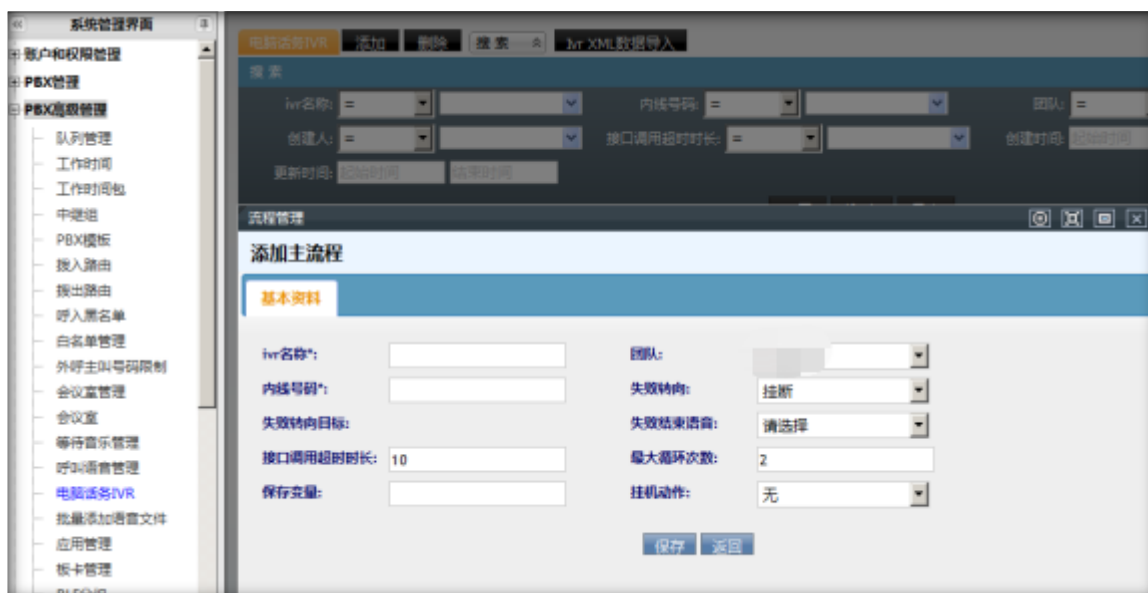 系统管理界面
账户和权限管理
PBX管理
PBX高级管理
队列管理
工作时间
工作时间包
中继组
PBX模板
拨入路由
拨出路由
呼入黑名单
白名单管理
外呼主叫号码限制
会议室管理
会议室
等待音乐管理
呼叫语音管理
电脑话务IVR
批量添加语音文件
应用管理
板卡管理
电脑话务IVR 添加 删除 搜索 Ivr XML数据导入
搜索
ivr名称: = 内线号码: = 团队: =
创建人: = 接口调用超时时长: = 创建时间: 起始时间
更新时间: 起始时间 结束时间
流程管理
添加主流程
基本资料
ivr名称*: 团队:
内线号码*: 失败转向: 挂断
失败转向目标: 失败结束语音: 请选择
接口调用超时时长: 10 最大循环次数: 2
保存变量: 挂机动作: 无
保存 返回